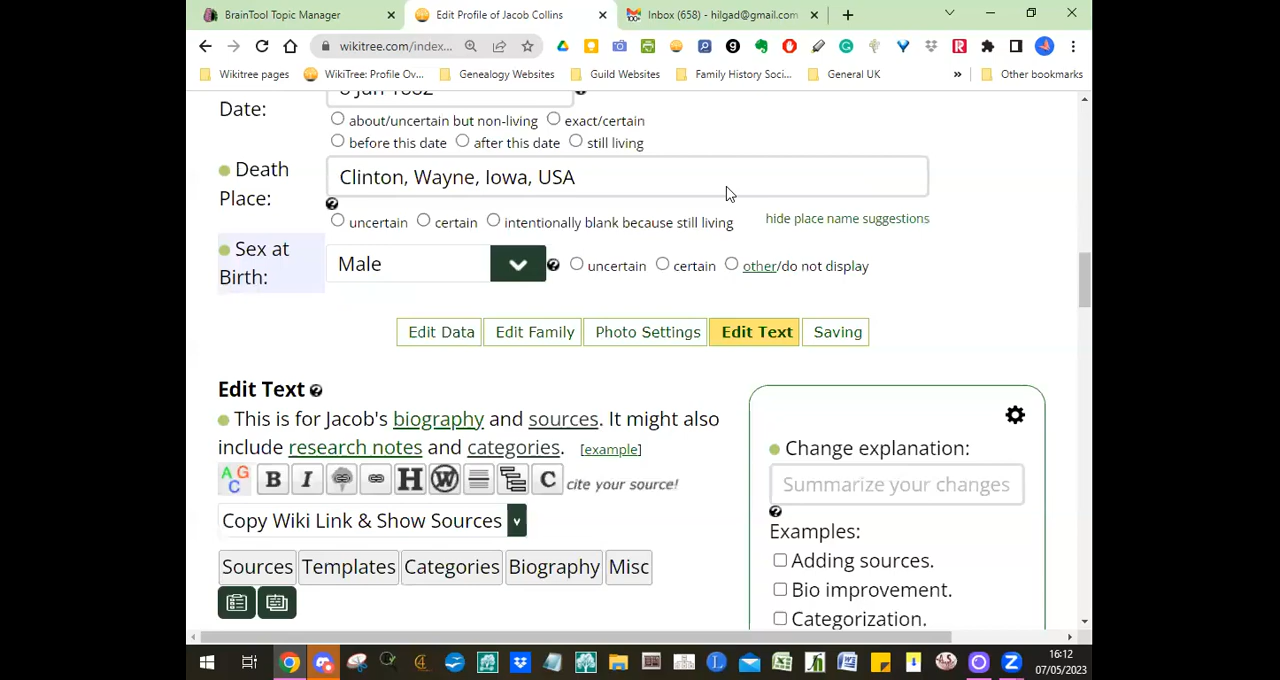 BrainTool Topic Manager
Edit Profile of Jacob Collins
Inbox (658) - hilgad@gmail.com
wikitree.com/index...
Wikitree pages
WikiTree: Profile Ov...
Genealogy Websites
Guild Websites
Family History Soci...
General UK
»
Other bookmarks
Date:
about/uncertain but non-living
exact/certain
before this date
after this date
still living
Death Place:
Clinton, Wayne, Iowa, USA
uncertain
certain
intentionally blank because still living
hide place name suggestions
Sex at Birth:
Male
uncertain
certain
other/do not display
Edit Data
Edit Family
Photo Settings
Edit Text
Saving
Edit Text
This is for Jacob's biography and sources. It might also
include research notes and categories. [example]
A G C B I H W C cite your source!
Copy Wiki Link & Show Sources
Sources
Templates
Categories
Biography
Misc
Change explanation:
Summarize your changes
Examples:
Adding sources.
Bio improvement.
Categorization.
16:12
07/05/2023